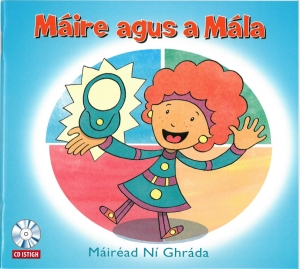 Máire agus a Mála
CD ISTIGH
Máiréad Ní Ghráda